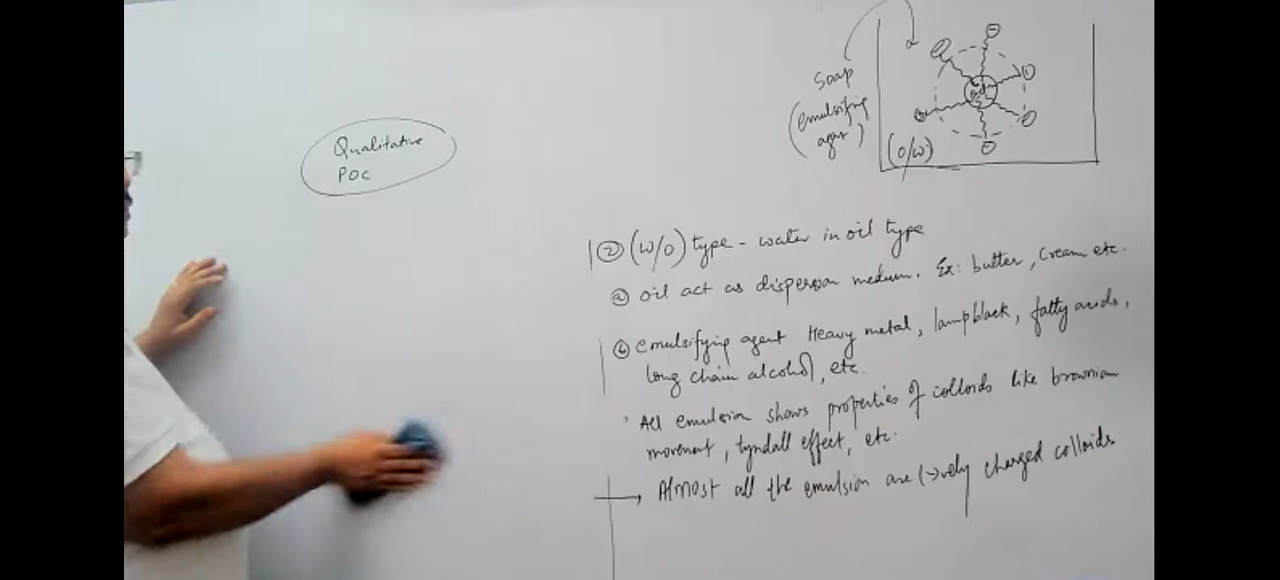 Qualitative
POC
Soap
(emulsifying
agar)
oil
(O/W)
② (W/O) type - water in oil type
ⓐ oil act as dispersion medium. Ex: butter, Cream etc.
ⓑ emulsifying agent Heavy metal, lampblack, fatty acids,
long chain alcohol, etc.
All emulsion shows properties of colloids like brownian
movement, tyndall effect, etc.
→ Almost all the emulsion are (-)vely charged colloids